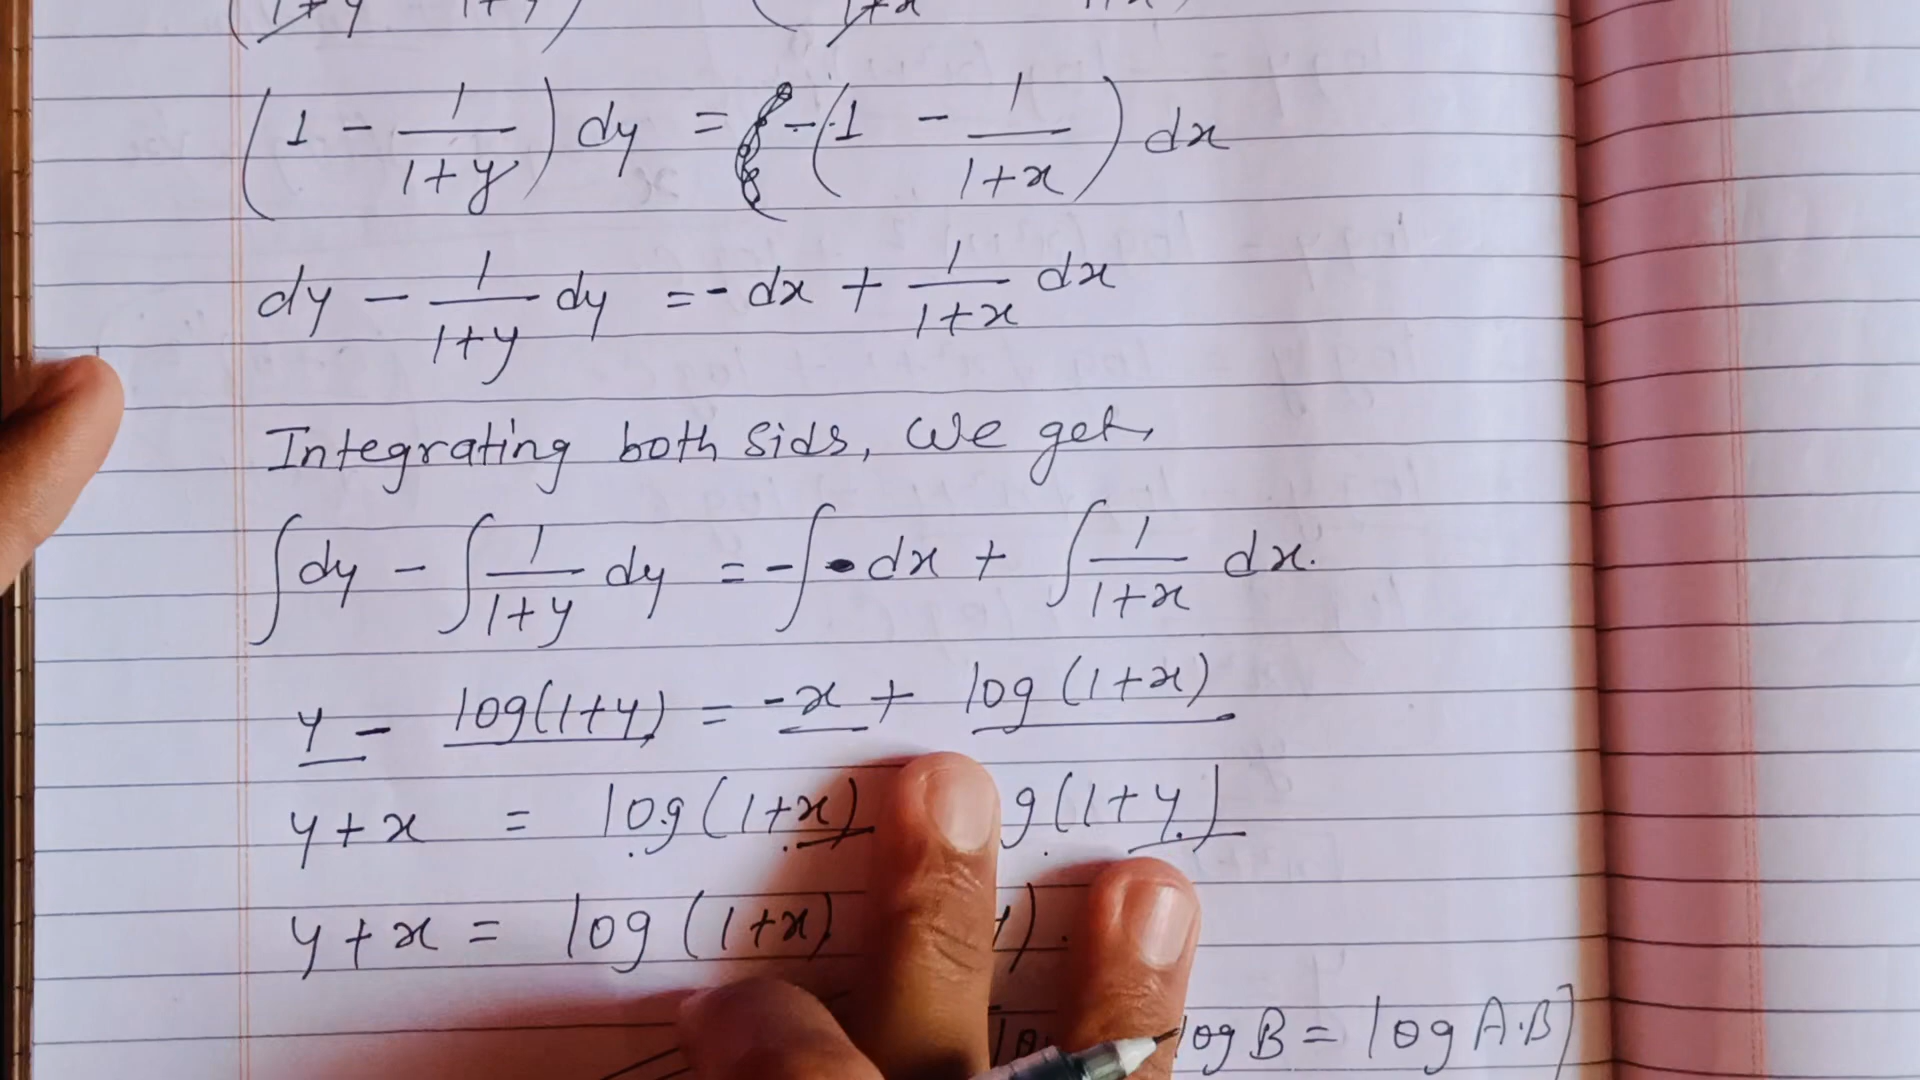 (1 - 1/(1+y)) dy = -(1 - 1/(1+x)) dx
dy - 1/(1+y) dy = - dx + 1/(1+x) dx
Integrating both sids, We get,
∫dy - ∫1/(1+y) dy = -∫ dx + ∫1/(1+x) dx.
y - log(1+y) = -x + log(1+x)
y+x = log(1+x) g(1+y)
y+x = log(1+x) ).
log B = log A·B]